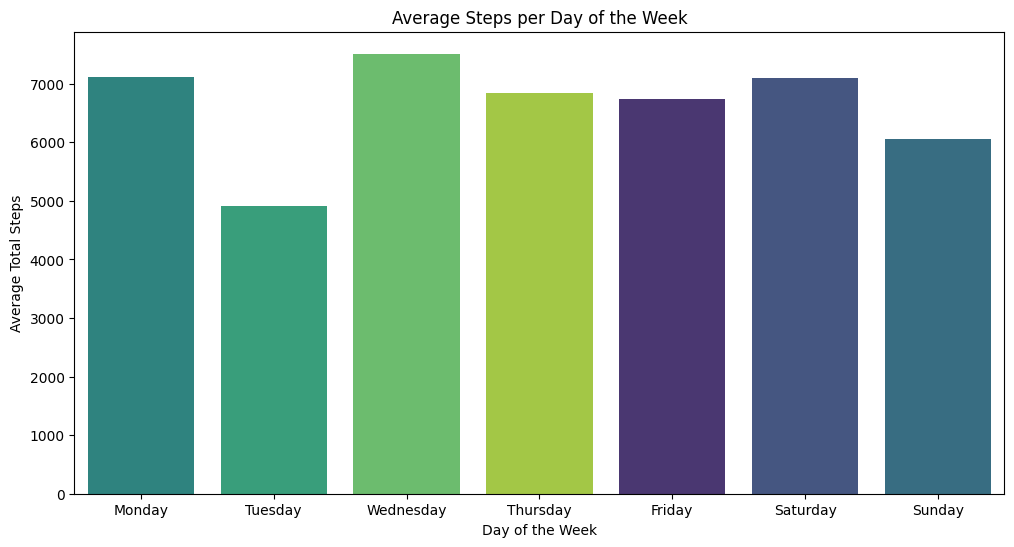 Average Steps per Day of the Week
Average Total Steps
7000
6000
5000
4000
3000
2000
1000
0
Monday Tuesday Wednesday Thursday Friday Saturday Sunday
Day of the Week